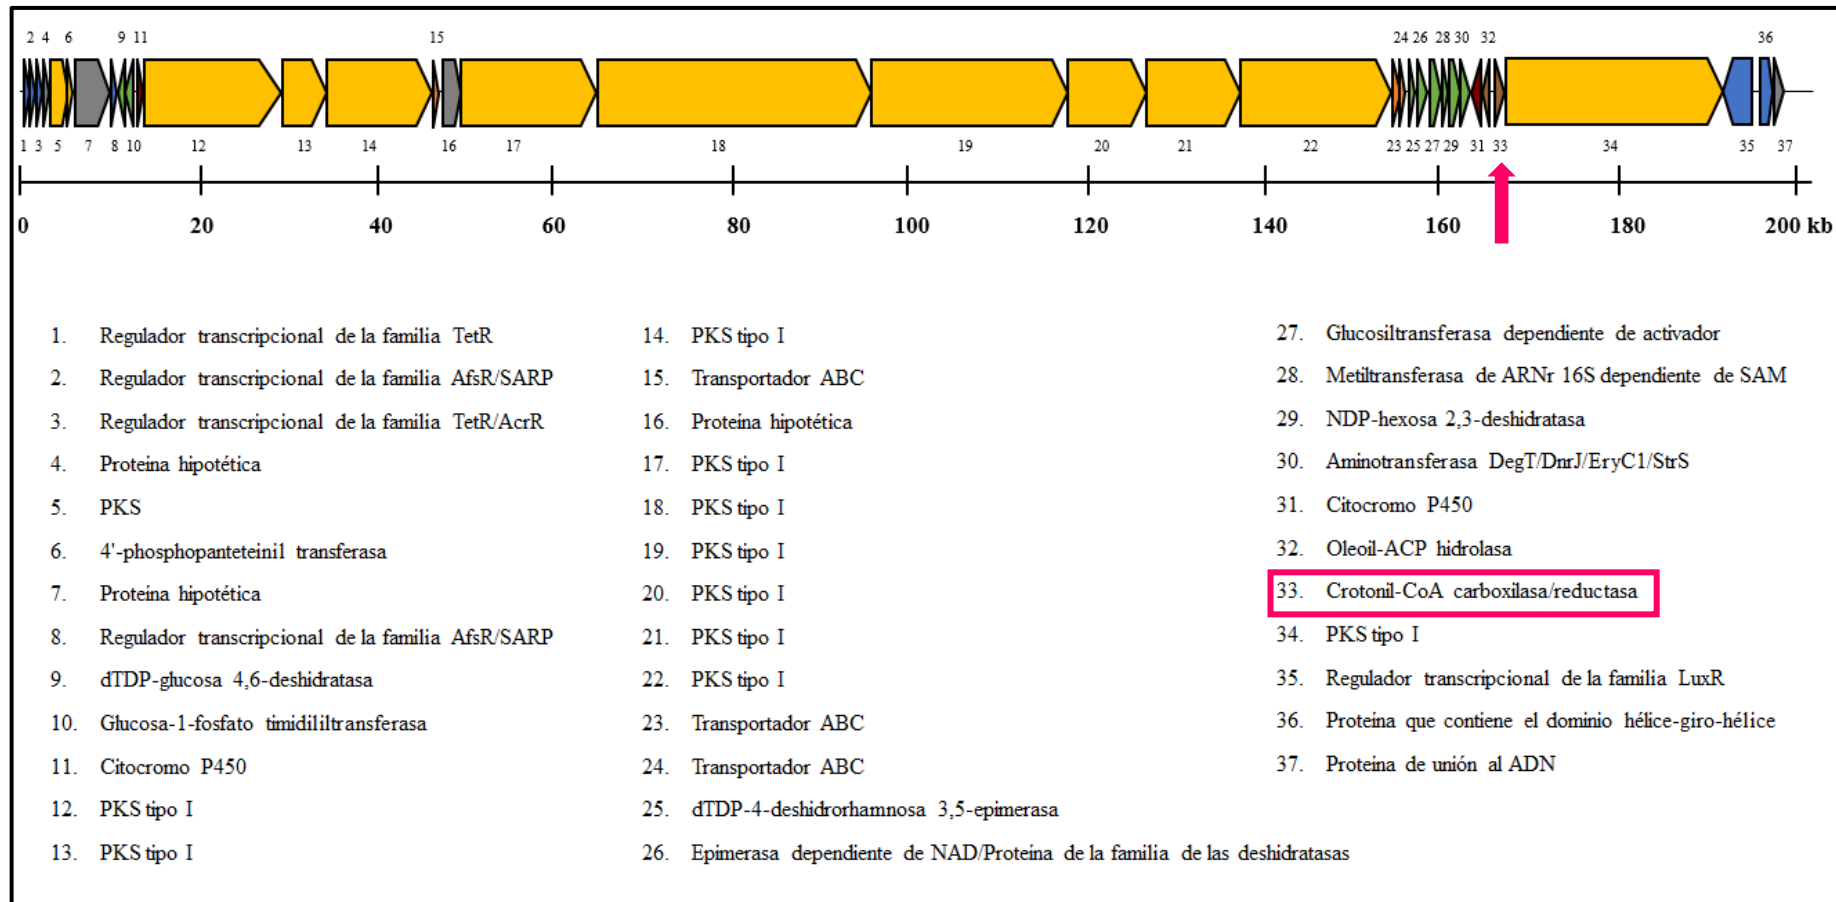 2 4 6 9 11 15 24 26 28 30 32 36
1 3 5 7 8 10 12 13 14 16 17 18 19 20 21 22 23 25 27 29 31 33 34 35 37
0 20 40 60 80 100 120 140 160 180 200 kb
1. Regulador transcripcional de la familia TetR
2. Regulador transcripcional de la familia AfsR/SARP
3. Regulador transcripcional de la familia TetR/AcrR
4. Proteína hipotética
5. PKS
6. 4'-phosphopanteteinil transferasa
7. Proteína hipotética
8. Regulador transcripcional de la familia AfsR/SARP
9. dTDP-glucosa 4,6-deshidratasa
10. Glucosa-1-fosfato timidililtransferasa
11. Citocromo P450
12. PKS tipo I
13. PKS tipo I
14. PKS tipo I
15. Transportador ABC
16. Proteína hipotética
17. PKS tipo I
18. PKS tipo I
19. PKS tipo I
20. PKS tipo I
21. PKS tipo I
22. PKS tipo I
23. Transportador ABC
24. Transportador ABC
25. dTDP-4-deshidrorhamnosa 3,5-epimerasa
26. Epimerasa dependiente de NAD/Proteína de la familia de las deshidratasas
27. Glucosiltransferasa dependiente de activador
28. Metiltransferasa de ARNr 16S dependiente de SAM
29. NDP-hexosa 2,3-deshidratasa
30. Aminotransferasa DegT/DnrJ/EryC1/StrS
31. Citocromo P450
32. Oleoil-ACP hidrolasa
33. Crotonil-CoA carboxilasa/reductasa
34. PKS tipo I
35. Regulador transcripcional de la familia LuxR
36. Proteína que contiene el dominio hélice-giro-hélice
37. Proteína de unión al ADN